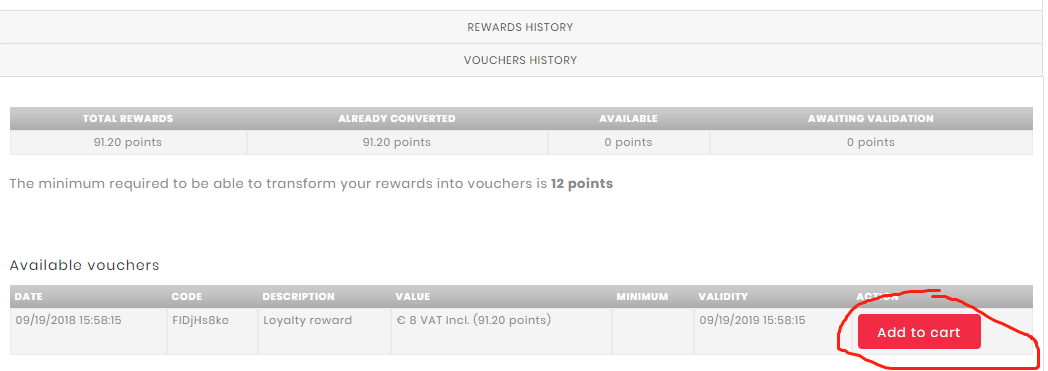 REWARDS HISTORY
VOUCHERS HISTORY
TOTAL REWARDS ALREADY CONVERTED AVAILABLE AWAITING VALIDATION
91.20 points 91.20 points 0 points 0 points
The minimum required to be able to transform your rewards into vouchers is 12 points
Available vouchers
DATE CODE DESCRIPTION VALUE MINIMUM VALIDITY ACTION
09/19/2018 15:58:15 FIDjHs8ke Loyalty reward € 8 VAT Incl. (91.20 points) 09/19/2019 15:58:15 Add to cart